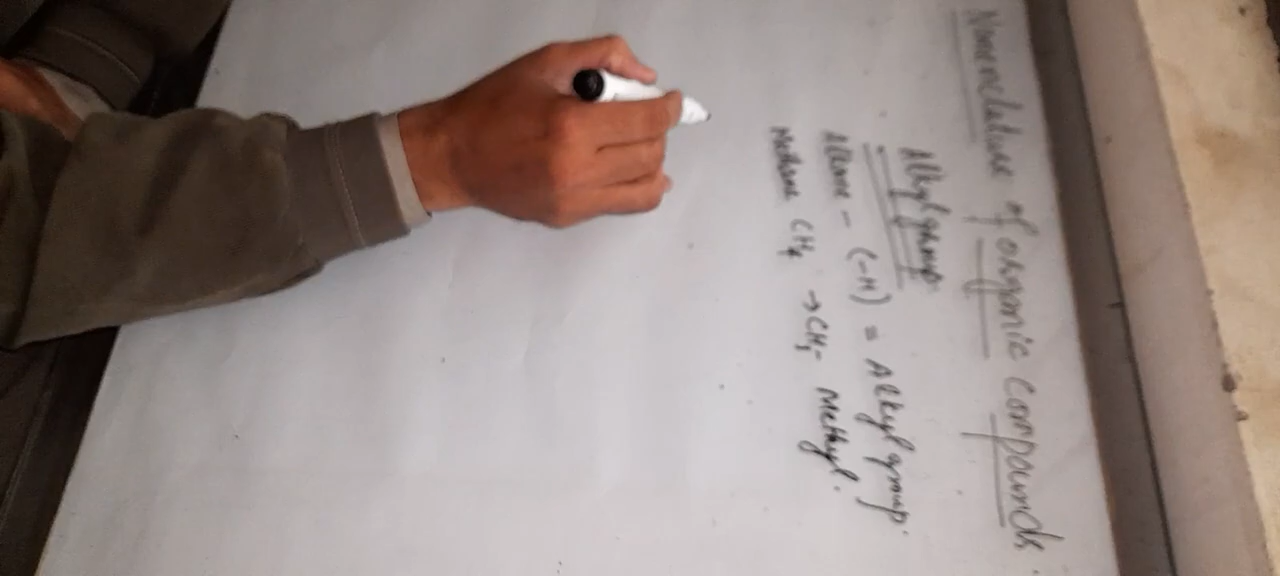 Nomenclature of organic compounds.
Alkyl group
Alkane - (-H) = Alkyl group.
Methane CH4 → CH3- Methyl.